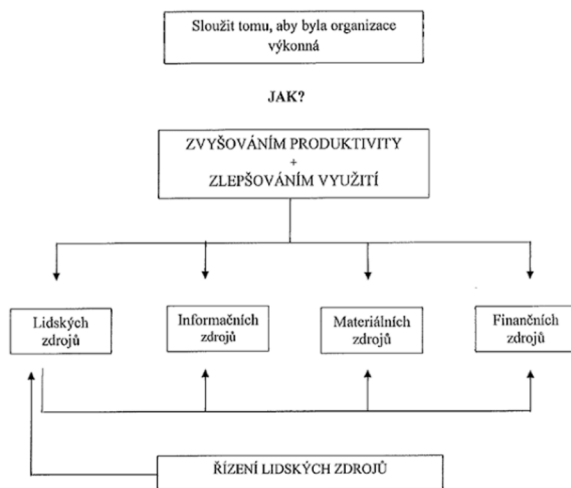 Sloužit tomu, aby byla organizace
výkonná
JAK?
ZVYŠOVÁNÍM PRODUKTIVITY
+
ZLEPŠOVÁNÍM VYUŽITÍ
Lidských
zdrojů
Informačních
zdrojů
Materiálních
zdrojů
Finančních
zdrojů
ŘÍZENÍ LIDSKÝCH ZDROJŮ